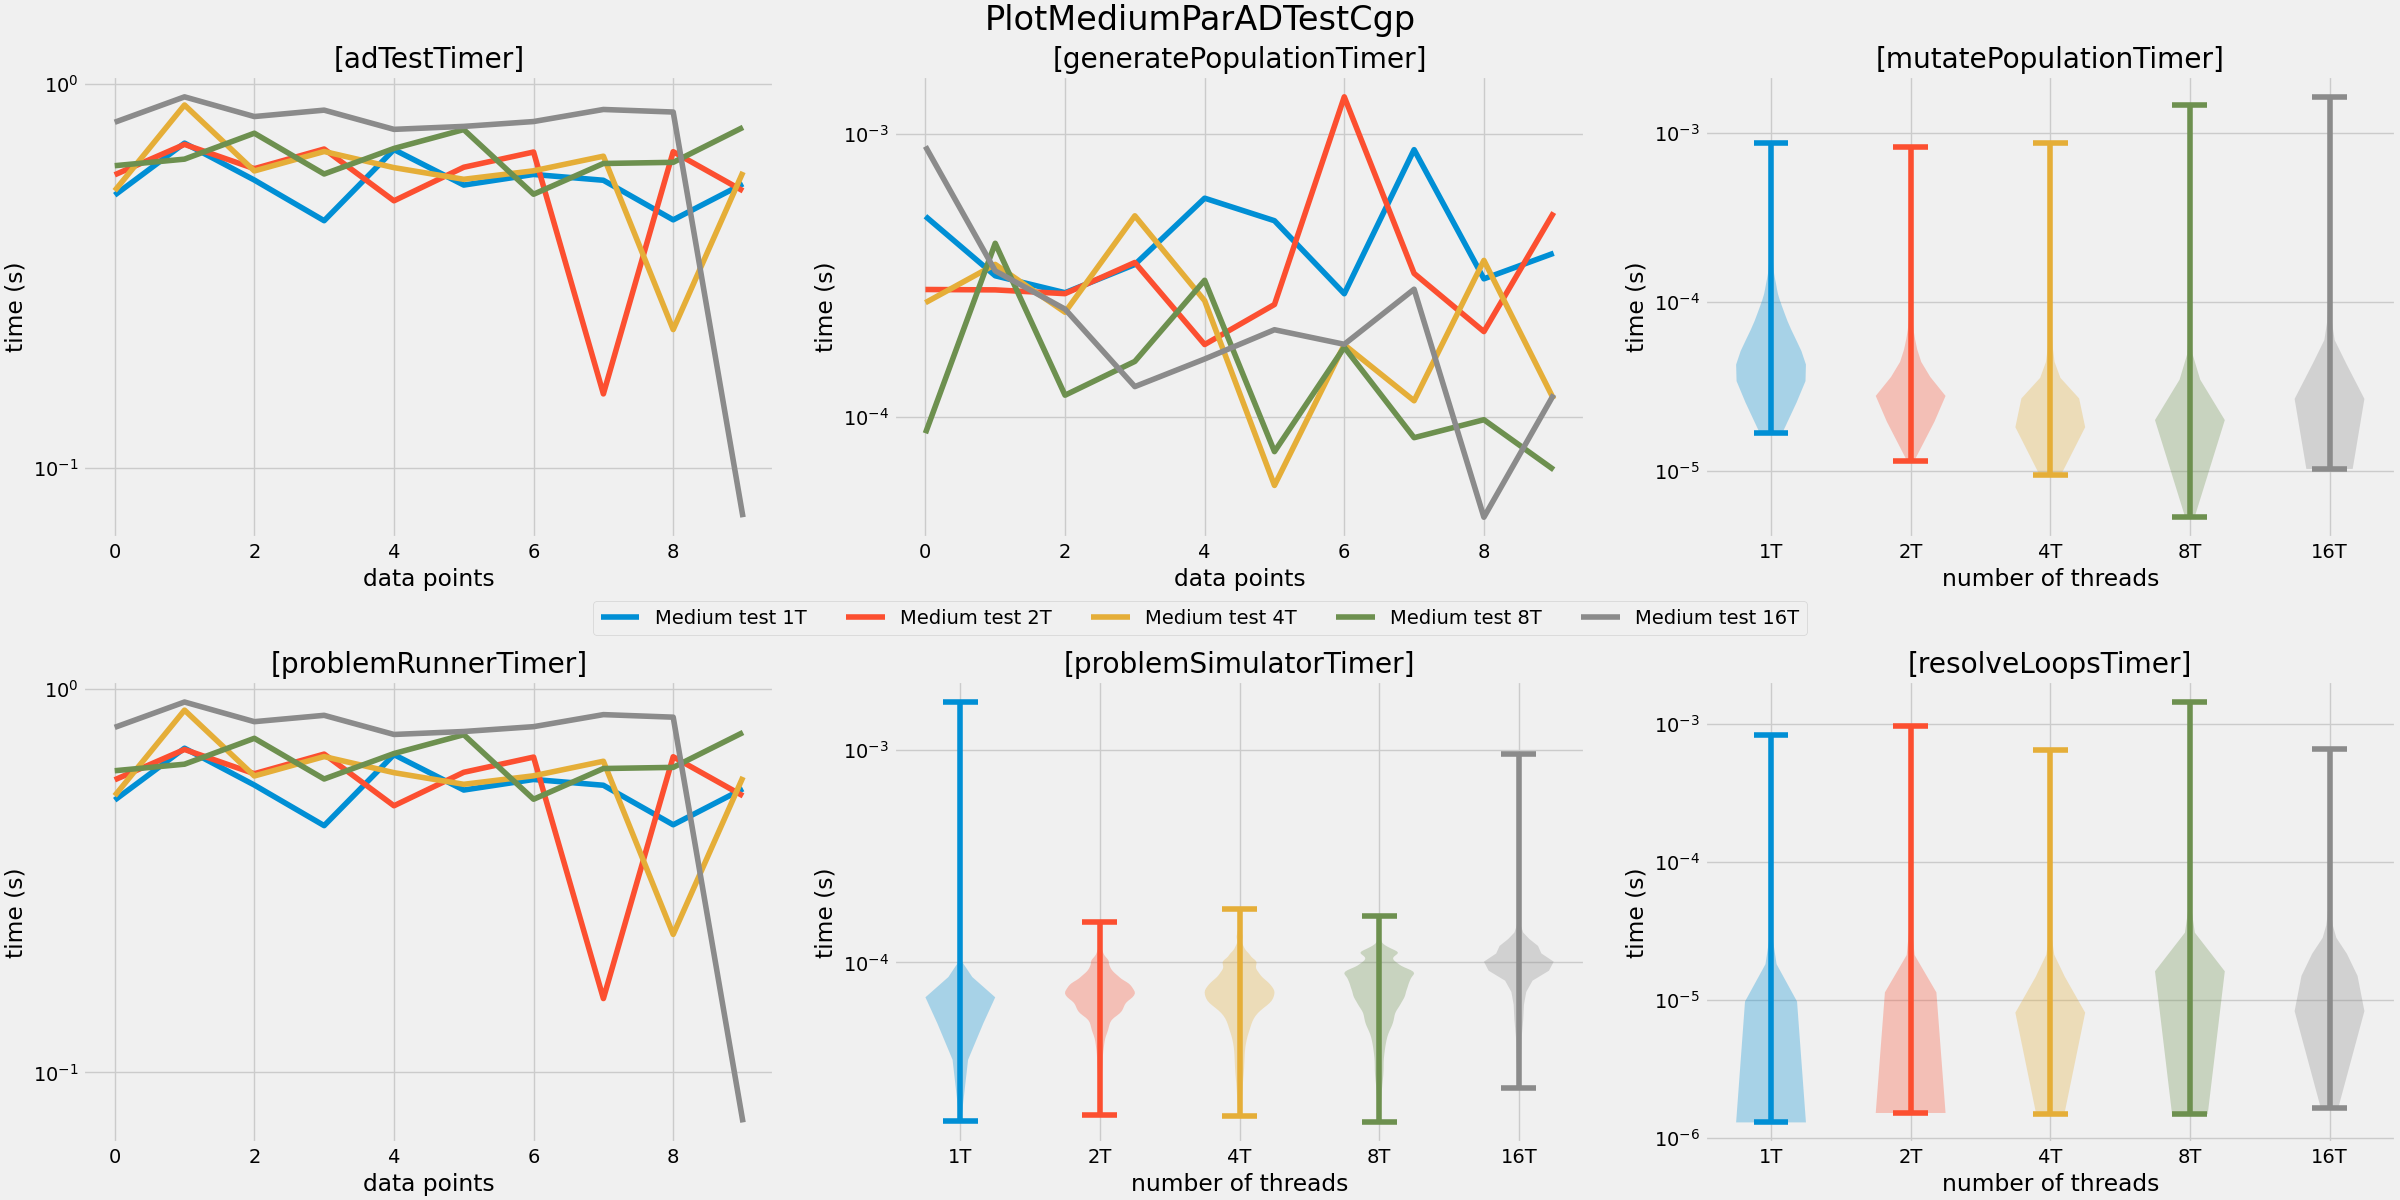 PlotMediumParADTestCgp
[adTestTimer]
10⁰
10⁻¹
time (s)
0 2 4 6 8
data points
[generatePopulationTimer]
10⁻³
10⁻⁴
time (s)
0 2 4 6 8
data points
[mutatePopulationTimer]
10⁻³
10⁻⁴
10⁻⁵
time (s)
1T 2T 4T 8T 16T
number of threads
Medium test 1T Medium test 2T Medium test 4T Medium test 8T Medium test 16T
[problemRunnerTimer]
10⁰
10⁻¹
time (s)
0 2 4 6 8
data points
[problemSimulatorTimer]
10⁻³
10⁻⁴
time (s)
1T 2T 4T 8T 16T
number of threads
[resolveLoopsTimer]
10⁻³
10⁻⁴
10⁻⁵
10⁻⁶
time (s)
1T 2T 4T 8T 16T
number of threads